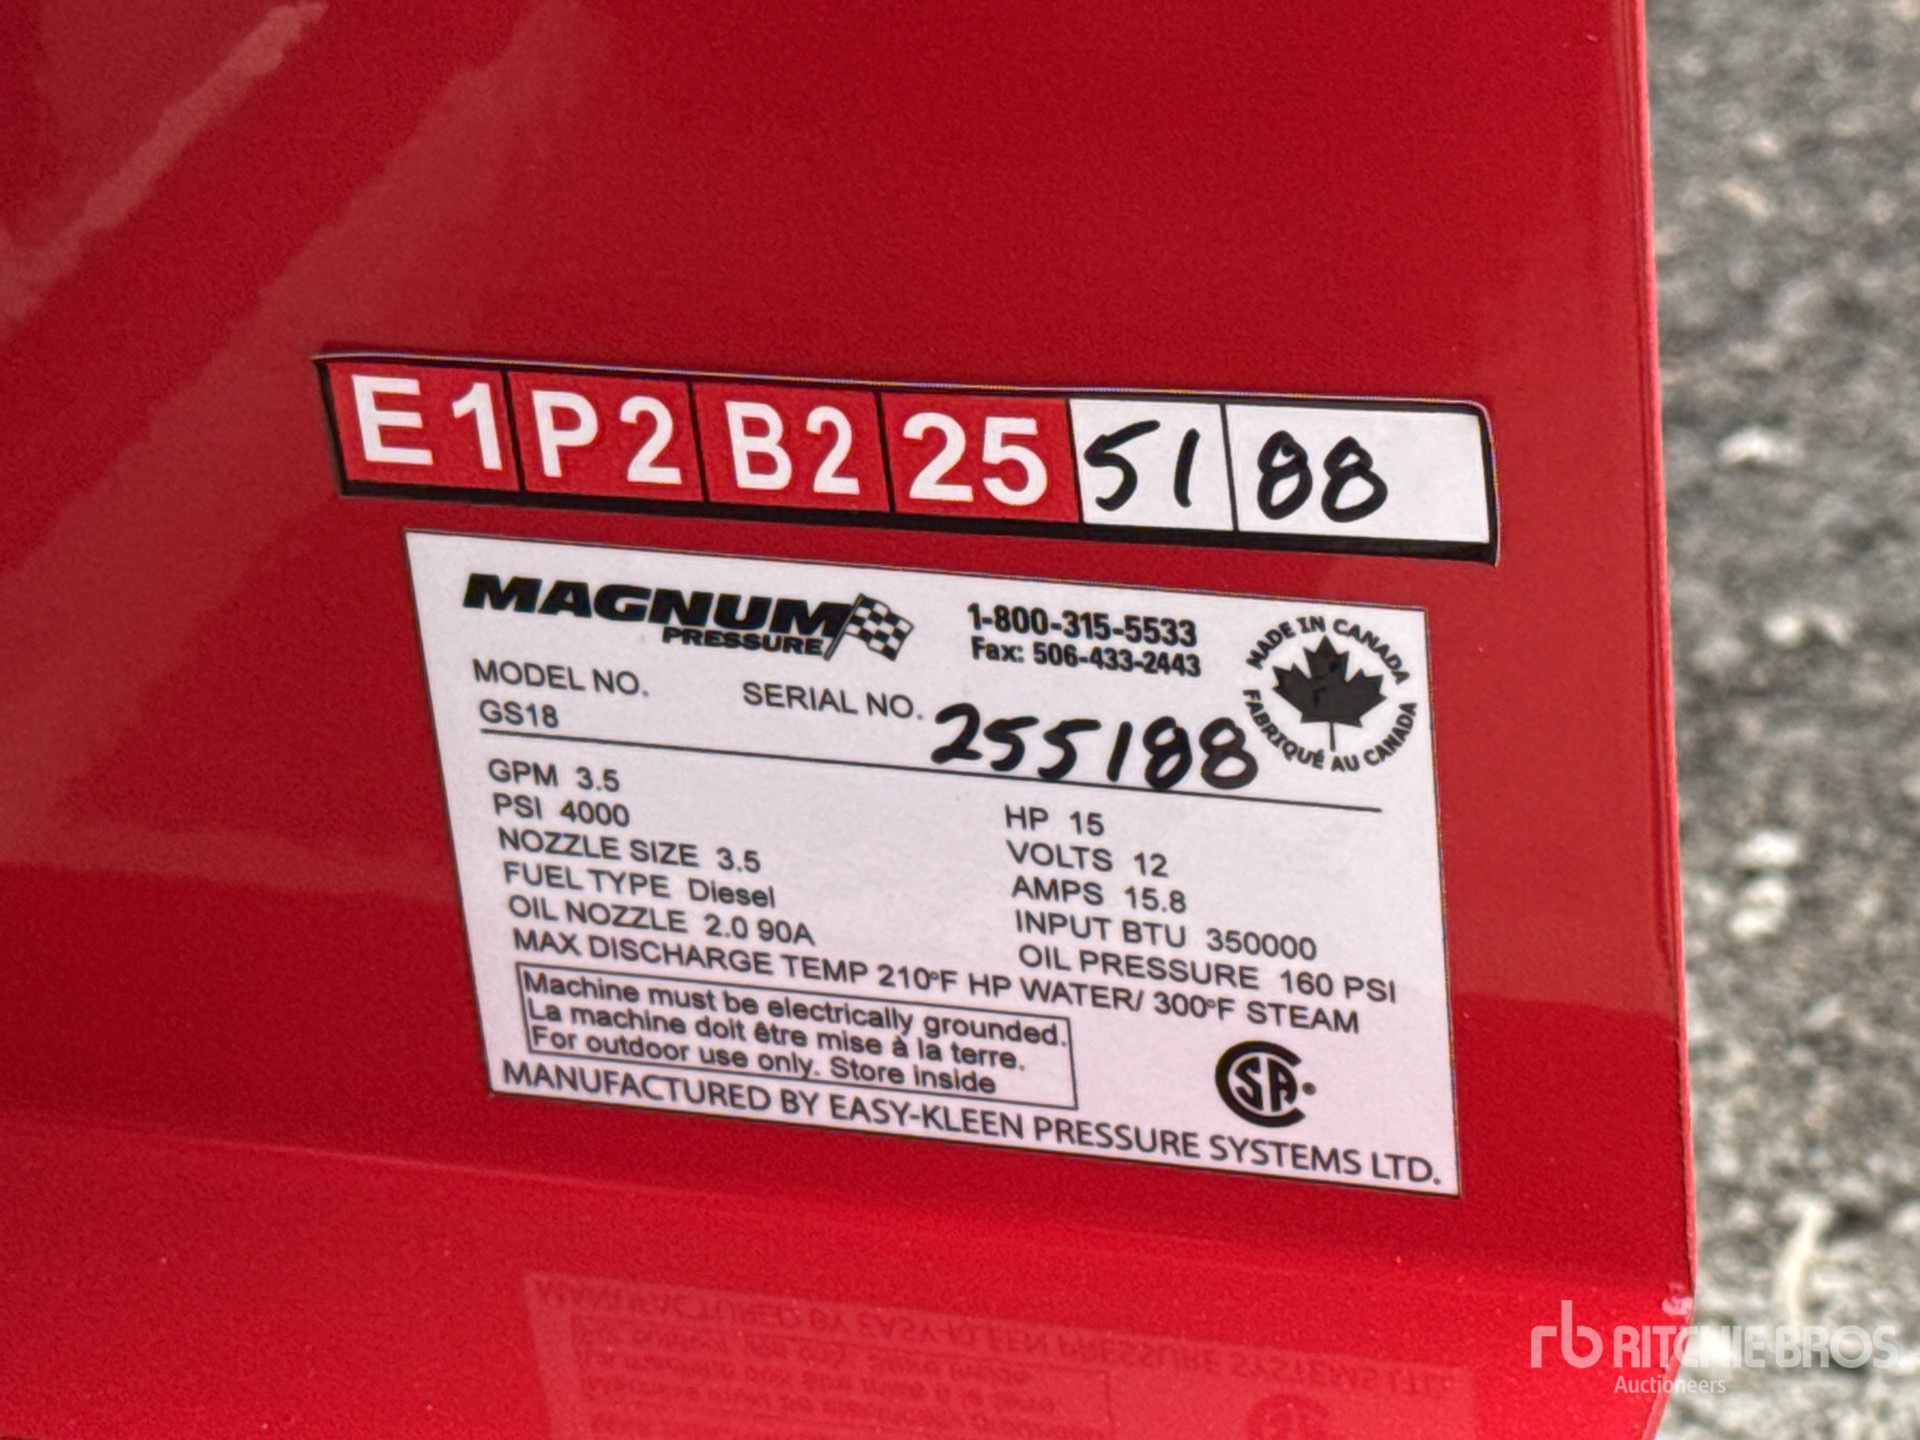 E1 P2 B2 25 51 88
MAGNUM
PRESSURE
1-800-315-5533
Fax: 506-433-2443
MADE IN CANADA
FABRIQUÉ AU CANADA
MODEL NO.
GS18
SERIAL NO. 255188
GPM 3.5
PSI 4000
NOZZLE SIZE 3.5
FUEL TYPE Diesel
OIL NOZZLE 2.0 90A
HP 15
VOLTS 12
AMPS 15.8
INPUT BTU 350000
OIL PRESSURE 160 PSI
MAX DISCHARGE TEMP 210°F HP WATER/ 300°F STEAM
Machine must be electrically grounded.
La machine doit être mise à la terre.
For outdoor use only. Store inside
CSA
MANUFACTURED BY EASY-KLEEN PRESSURE SYSTEMS LTD.
rb RITCHIE BROS
Auctioneers